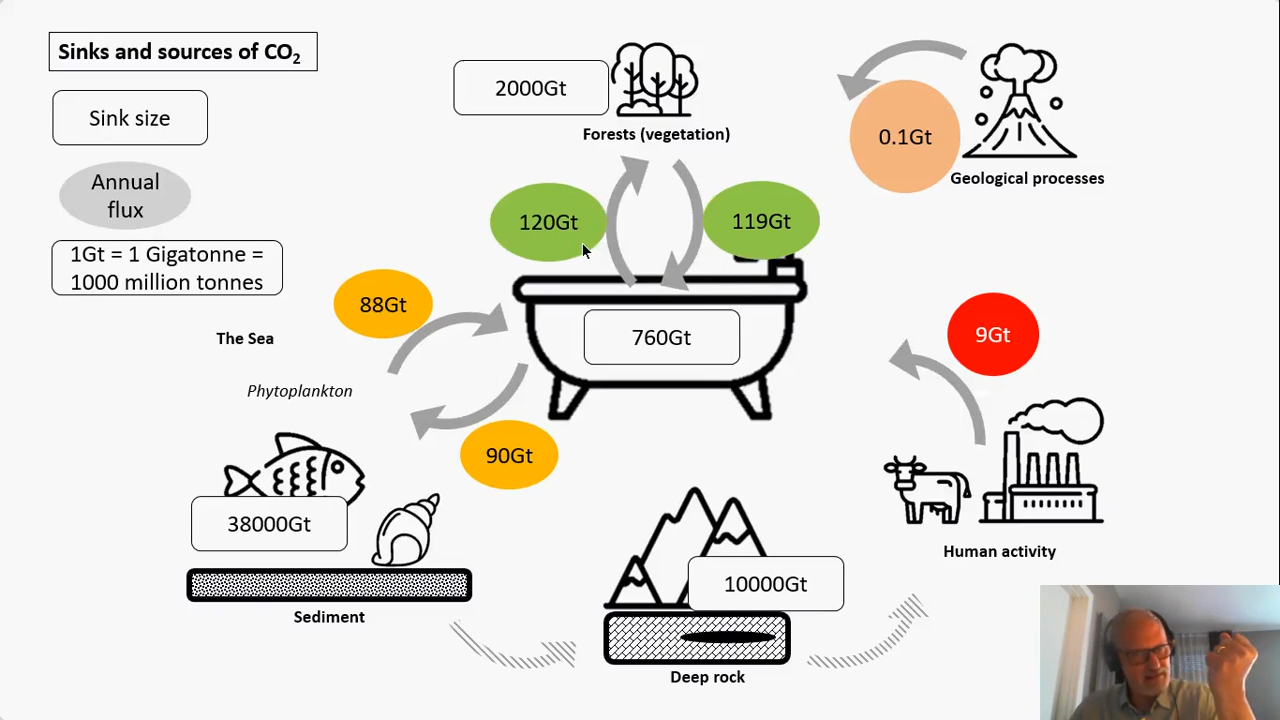 Sinks and sources of CO₂
Sink size
Annual
flux
1Gt = 1 Gigatonne =
1000 million tonnes
2000Gt
Forests (vegetation)
0.1Gt
Geological processes
120Gt
119Gt
88Gt
760Gt
The Sea
Phytoplankton
9Gt
90Gt
38000Gt
Sediment
10000Gt
Deep rock
Human activity